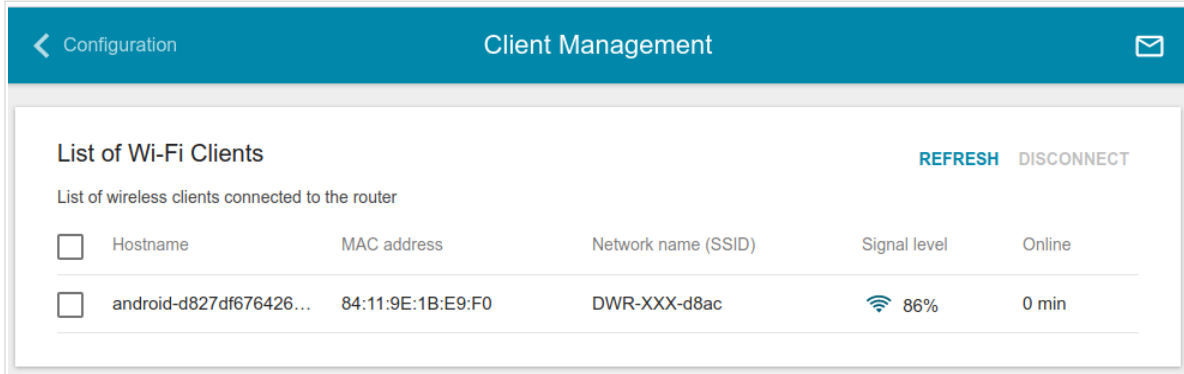 Configuration Client Management
List of Wi-Fi Clients REFRESH DISCONNECT
List of wireless clients connected to the router
Hostname MAC address Network name (SSID) Signal level Online
android-d827df676426... 84:11:9E:1B:E9:F0 DWR-XXX-d8ac 86% 0 min